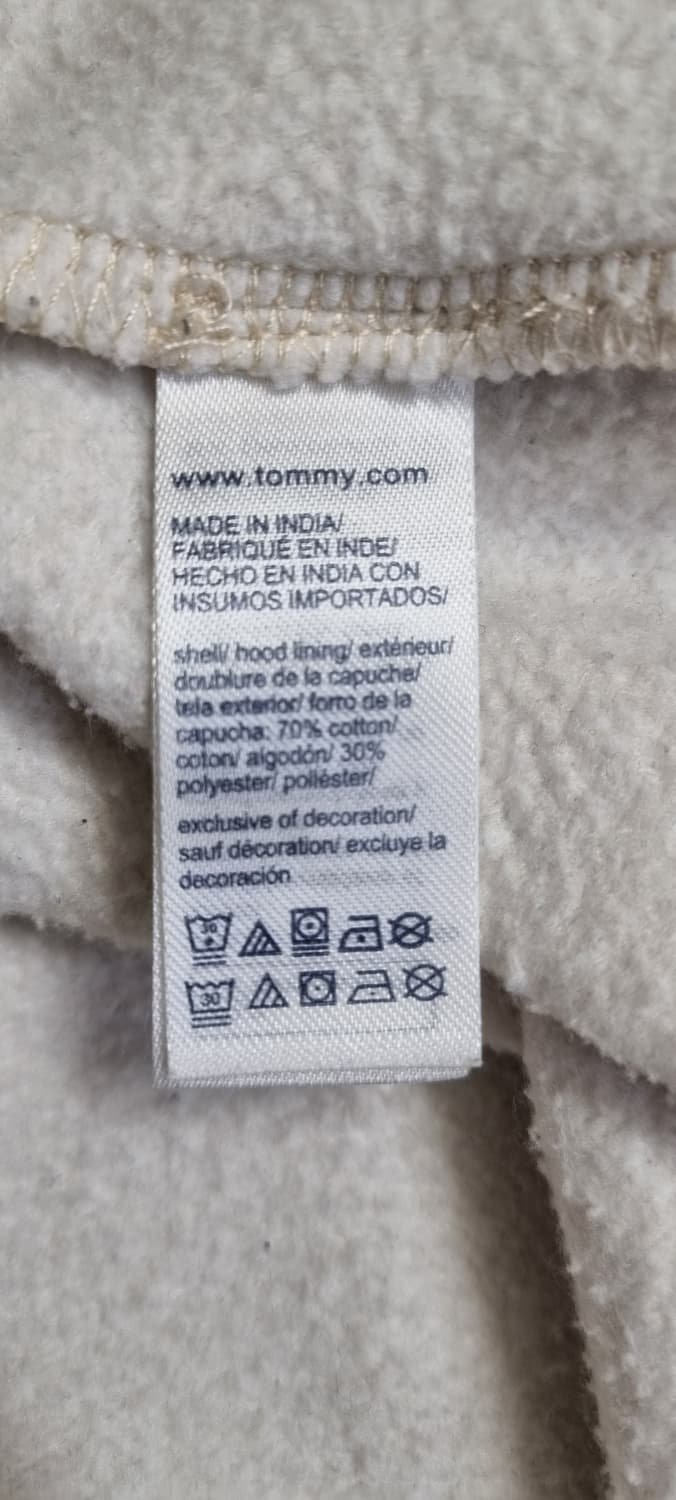 www.tommy.com
MADE IN INDIA/
FABRIQUÉ EN INDE/
HECHO EN INDIA CON
INSUMOS IMPORTADOS/
shell/ hood lining/ extérieur/
doublure de la capuche/
tela exterior/ forro de la
capucha: 70% cotton/
coton/ algodón/ 30%
polyester/ poliéster/
exclusive of decoration/
sauf décoration/ excluye la
decoración
30
30